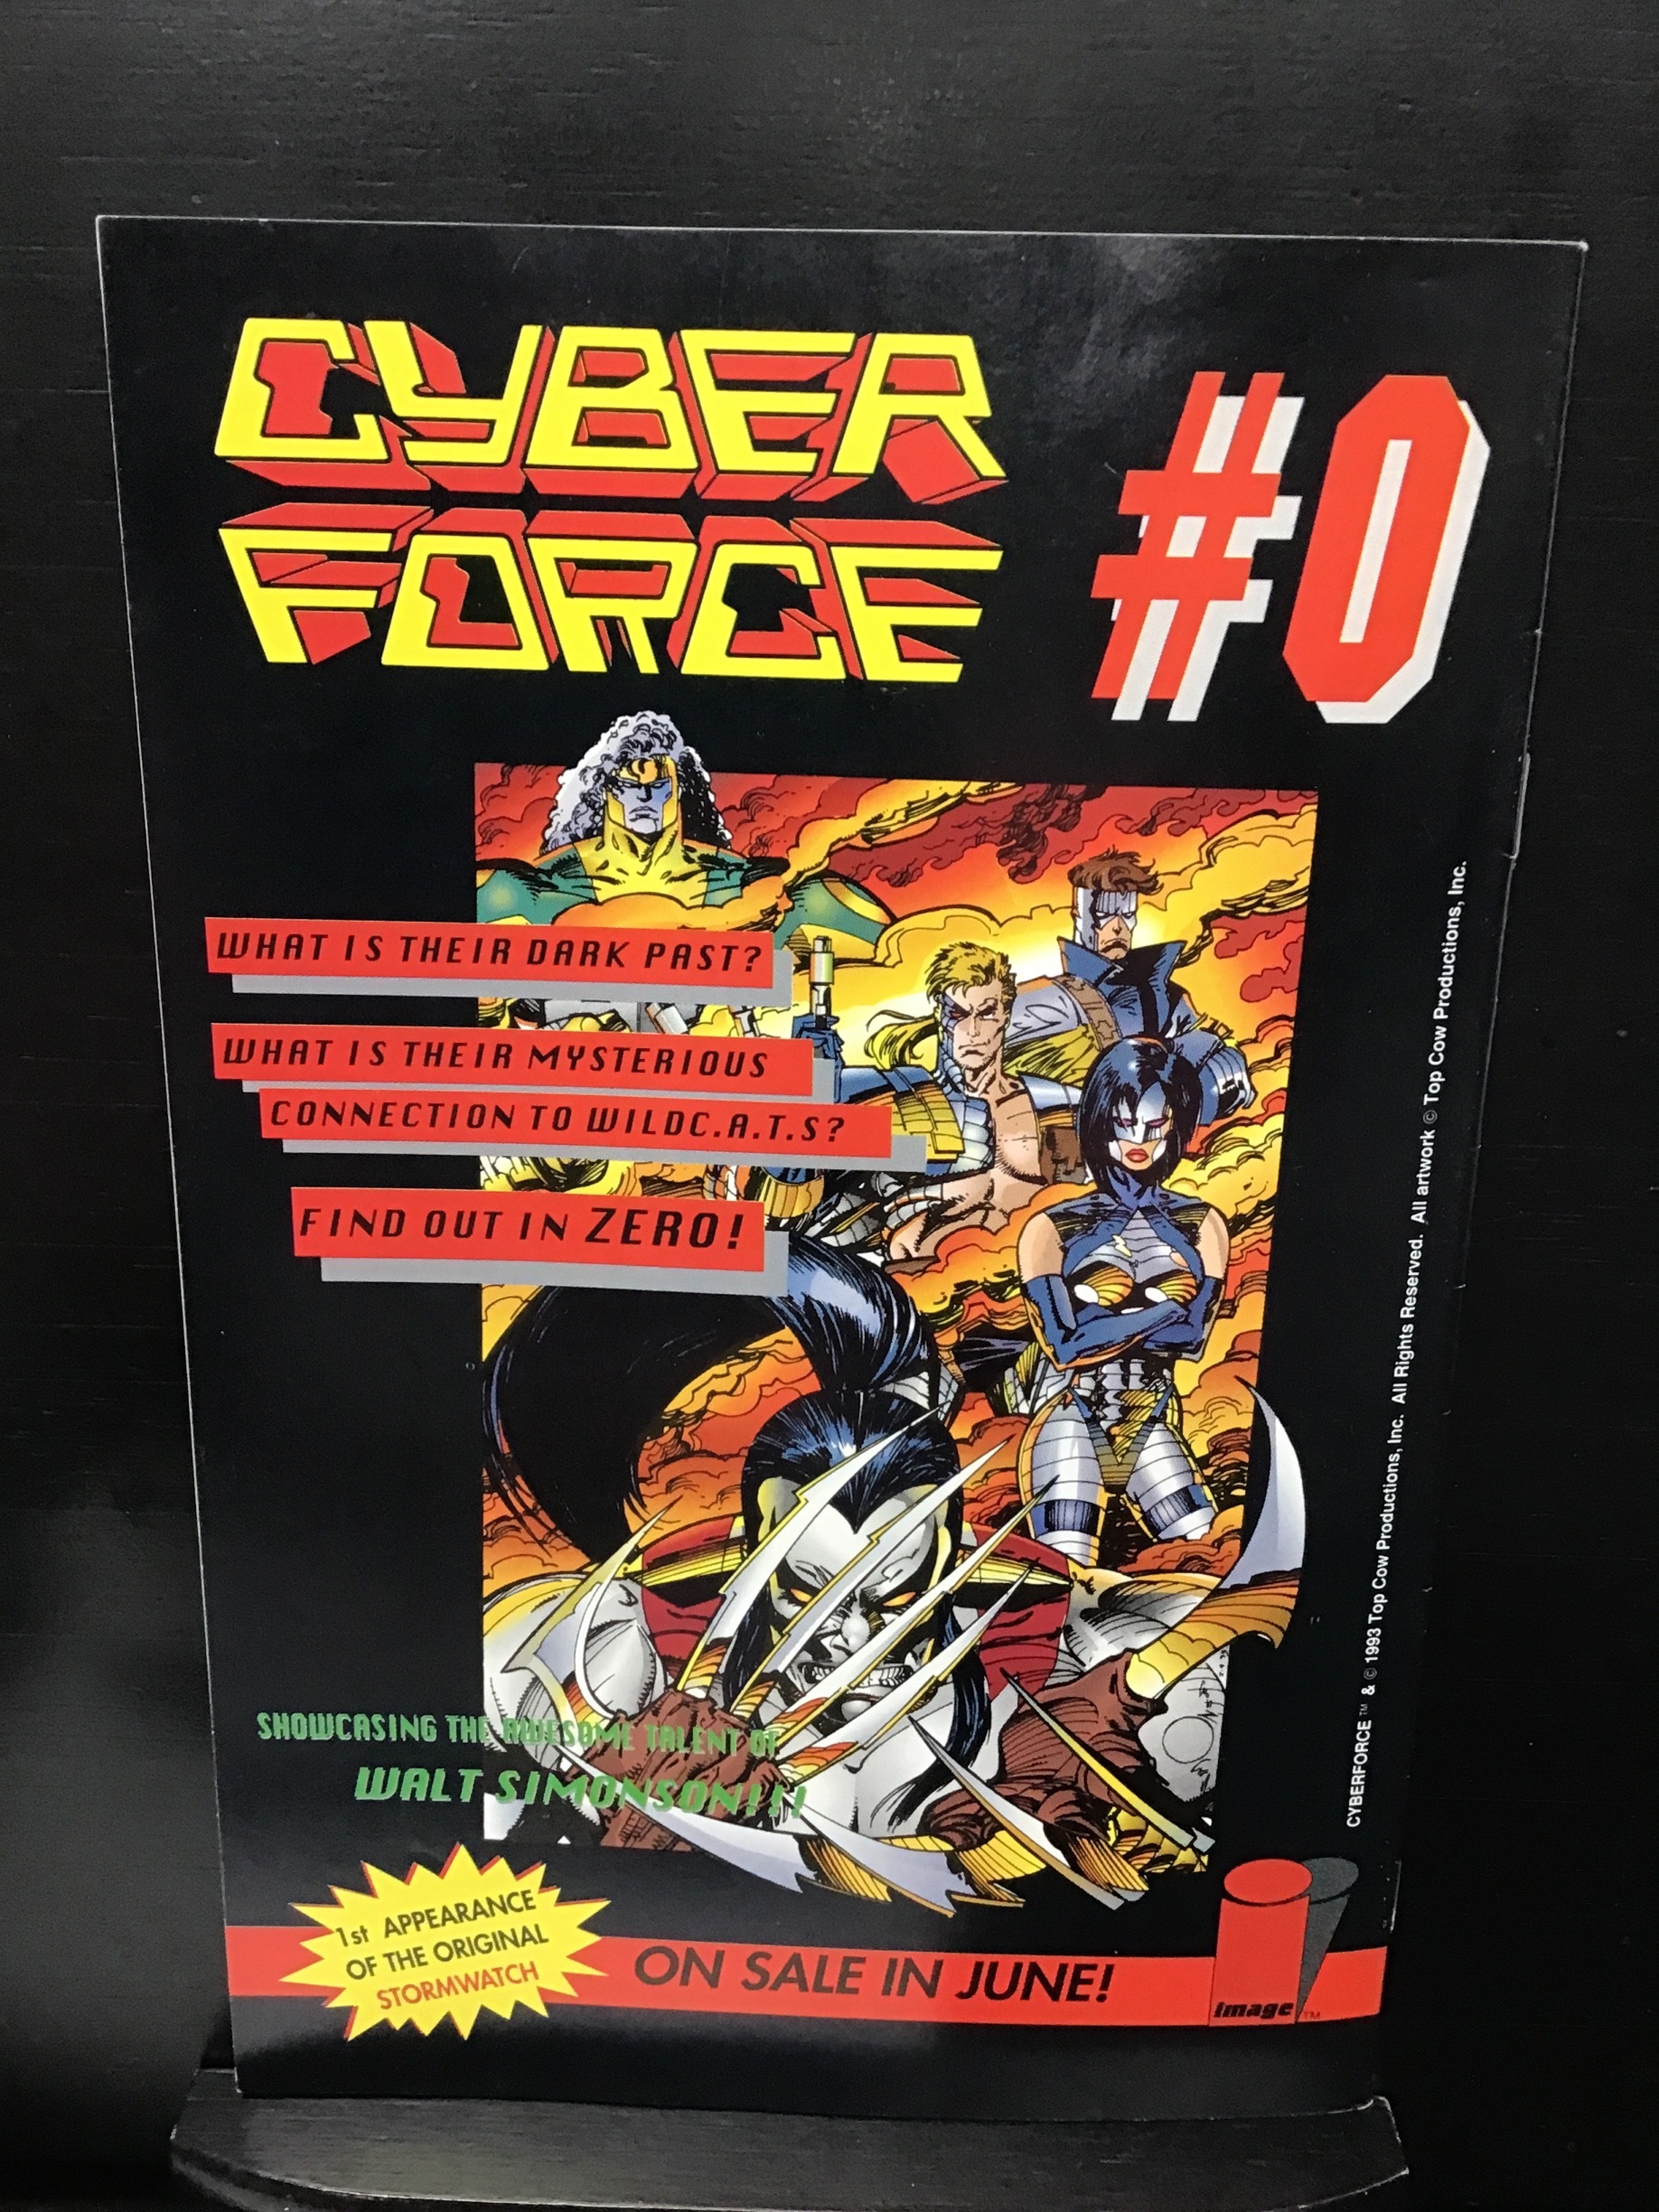 CYBER
FORCE
#0
WHAT IS THEIR DARK PAST?
WHAT IS THEIR MYSTERIOUS
CONNECTION TO WILDC.A.T.S?
FIND OUT IN ZERO!
SHOWCASING THE AWESOME TALENT OF
WALT SIMONSON!!!
1st APPEARANCE
OF THE ORIGINAL
STORMWATCH
ON SALE IN JUNE!
image™
CYBERFORCE™ & © 1993 Top Cow Productions, Inc. All Rights Reserved. All artwork © Top Cow Productions, Inc.